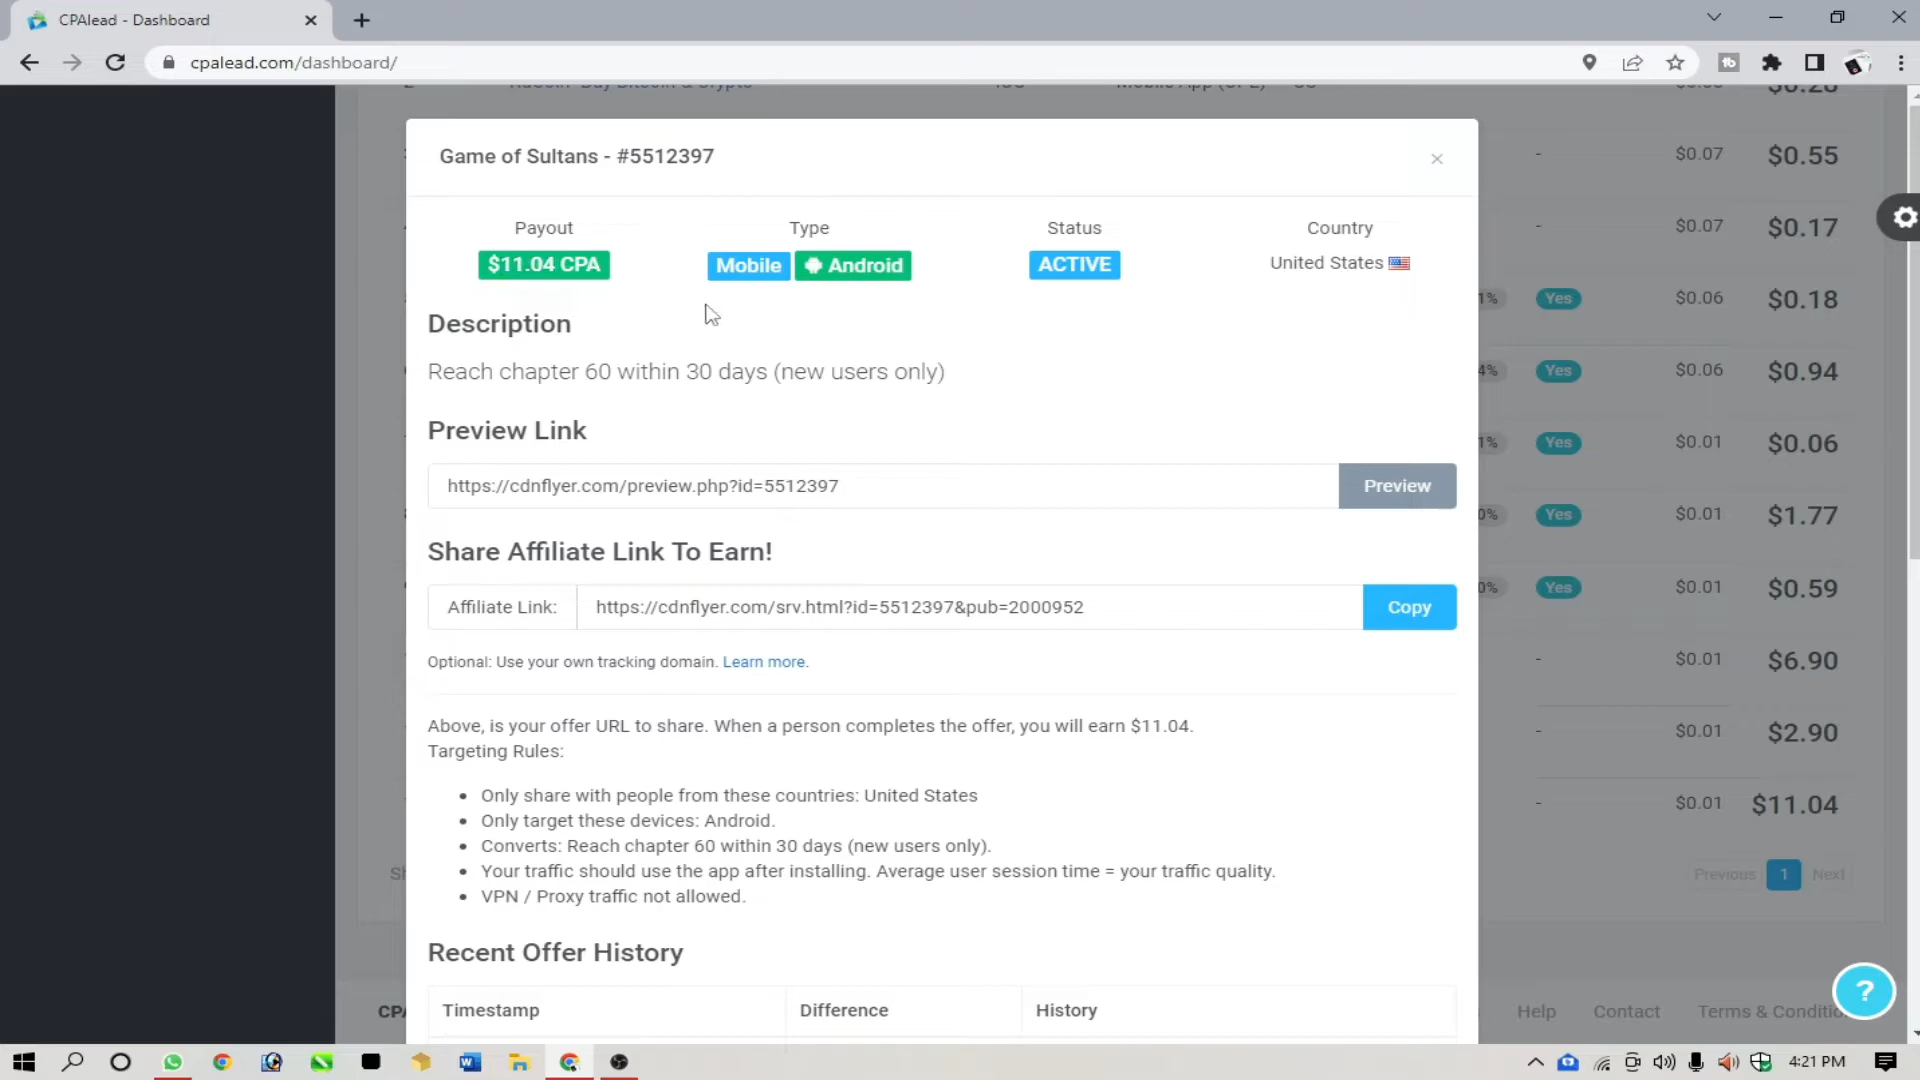 CPAlead - Dashboard
cpalead.com/dashboard/
$0.28
Game of Sultans - #5512397
- $0.07 $0.55
Payout Type Status Country
- $0.07 $0.17
$11.04 CPA Mobile Android ACTIVE United States
1% Yes $0.06 $0.18
Description
Reach chapter 60 within 30 days (new users only)
4% Yes $0.06 $0.94
Preview Link
1% Yes $0.01 $0.06
https://cdnflyer.com/preview.php?id=5512397 Preview
0% Yes $0.01 $1.77
Share Affiliate Link To Earn!
0% Yes $0.01 $0.59
Affiliate Link: https://cdnflyer.com/srv.html?id=5512397&pub=2000952 Copy
Optional: Use your own tracking domain. Learn more.
- $0.01 $6.90
Above, is your offer URL to share. When a person completes the offer, you will earn $11.04.
- $0.01 $2.90
Targeting Rules:
• Only share with people from these countries: United States
- $0.01 $11.04
• Only target these devices: Android.
• Converts: Reach chapter 60 within 30 days (new users only).
• Your traffic should use the app after installing. Average user session time = your traffic quality.
Previous 1 Next
• VPN / Proxy traffic not allowed.
Recent Offer History
Timestamp Difference History
Help Contact Terms & Conditio
?
4:21 PM